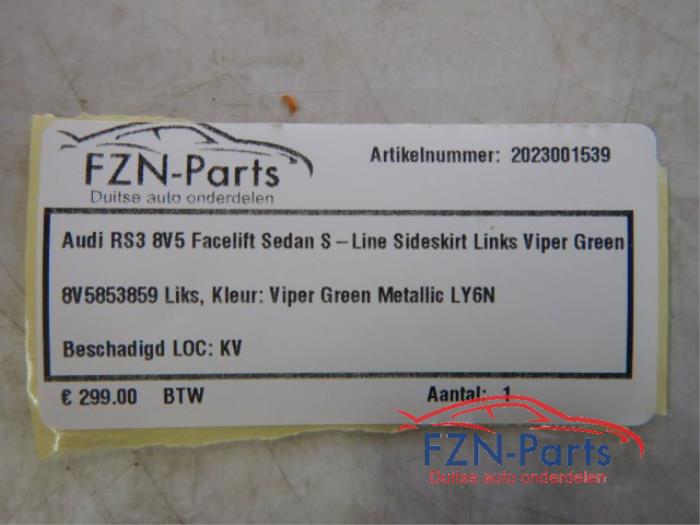 FZN-Parts
Duitse auto onderdelen
Artikelnummer: 2023001539
Audi RS3 8V5 Facelift Sedan S – Line Sideskirt Links Viper Green
8V5853859 Liks, Kleur: Viper Green Metallic LY6N
Beschadigd LOC: KV
€ 299.00 BTW Aantal: 1
FZN-Parts
Duitse auto onderdelen